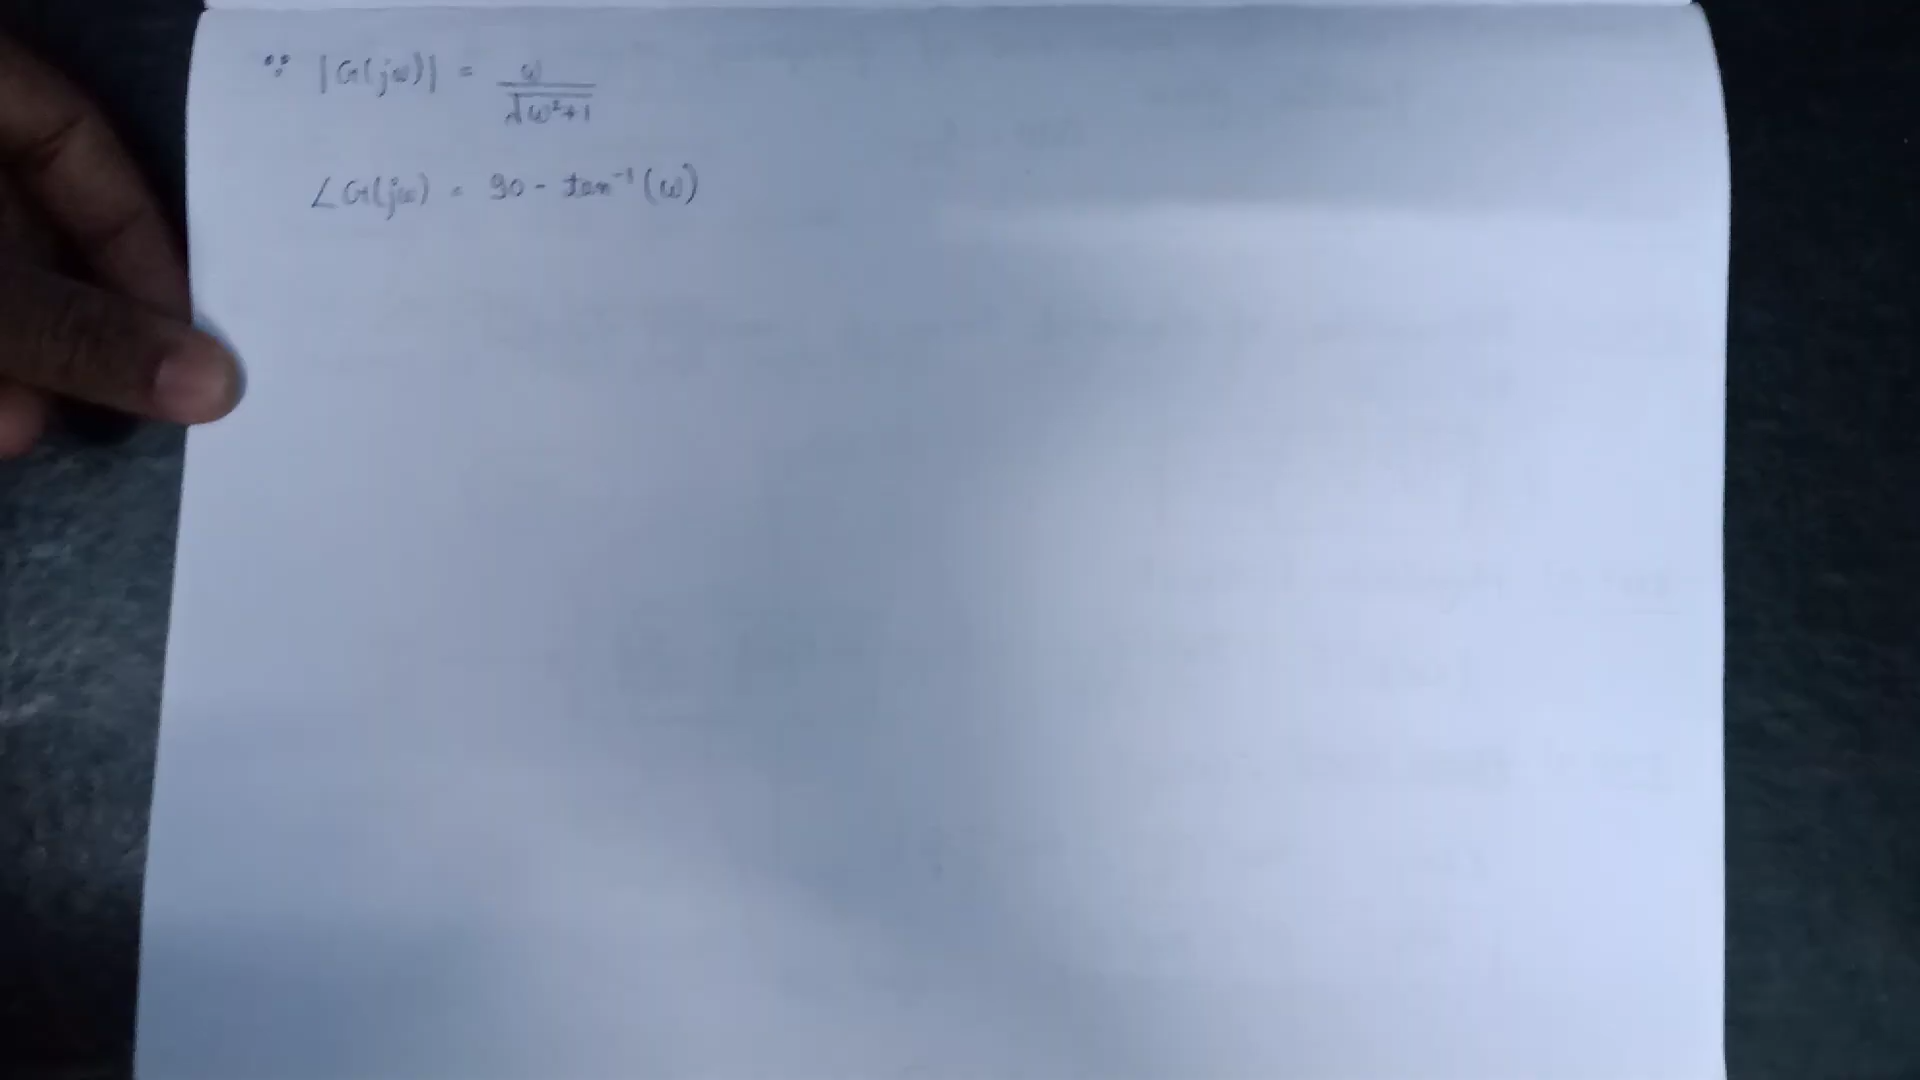 ∵ |G(jω)| = ω / √(ω²+1)
∠G(jω) = 90 - tan⁻¹(ω)